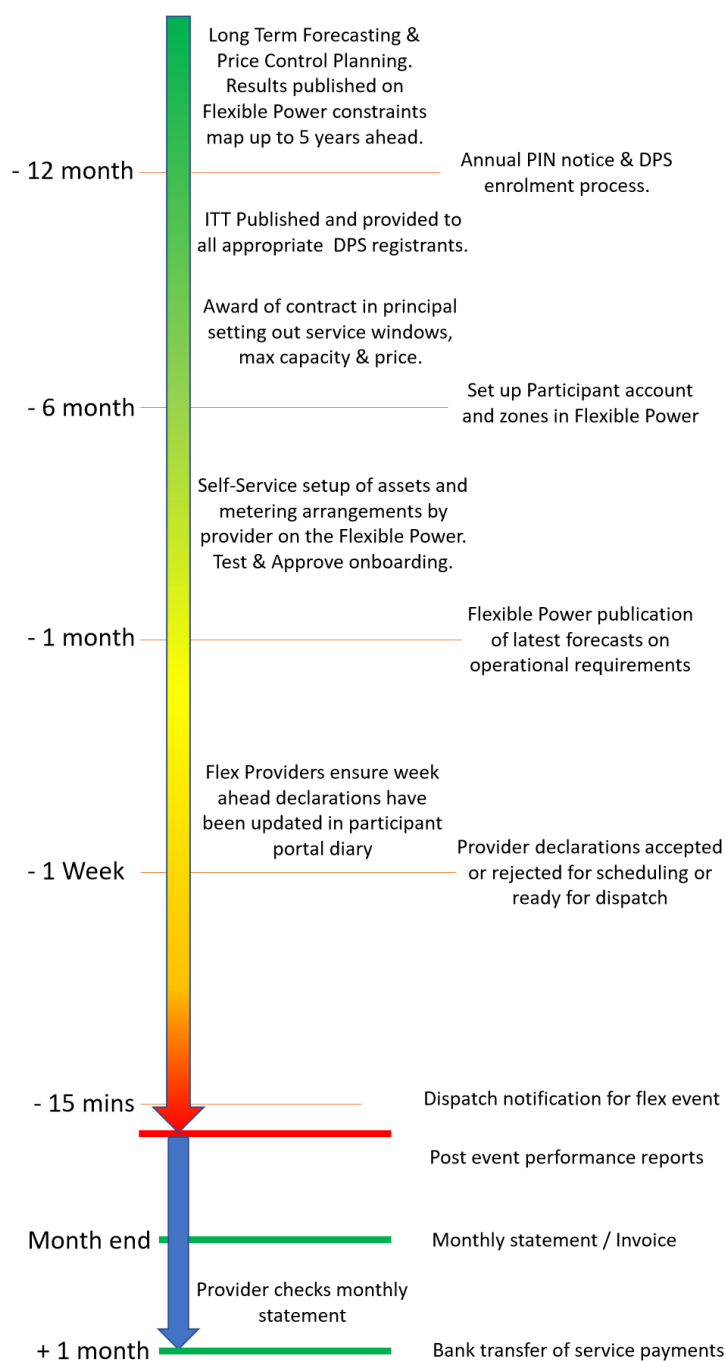 Long Term Forecasting &
Price Control Planning.
Results published on
Flexible Power constraints
map up to 5 years ahead.
- 12 month
Annual PIN notice & DPS
enrolment process.
ITT Published and provided to
all appropriate DPS registrants.
Award of contract in principal
setting out service windows,
max capacity & price.
- 6 month
Set up Participant account
and zones in Flexible Power
Self-Service setup of assets and
metering arrangements by
provider on the Flexible Power.
Test & Approve onboarding.
- 1 month
Flexible Power publication
of latest forecasts on
operational requirements
Flex Providers ensure week
ahead declarations have
been updated in participant
portal diary
- 1 Week
Provider declarations accepted
or rejected for scheduling or
ready for dispatch
- 15 mins
Dispatch notification for flex event
Post event performance reports
Month end
Monthly statement / Invoice
Provider checks monthly
statement
+ 1 month
Bank transfer of service payments